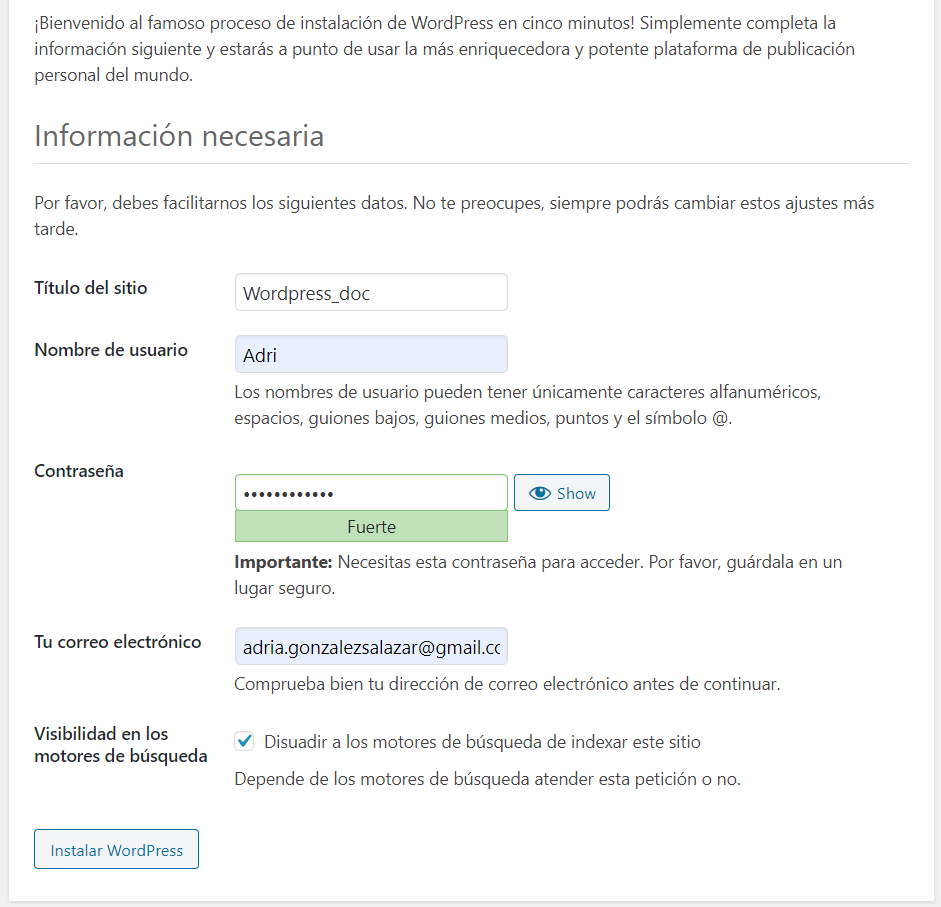 ¡Bienvenido al famoso proceso de instalación de WordPress en cinco minutos! Simplemente completa la
información siguiente y estarás a punto de usar la más enriquecedora y potente plataforma de publicación
personal del mundo.
Información necesaria
Por favor, debes facilitarnos los siguientes datos. No te preocupes, siempre podrás cambiar estos ajustes más
tarde.
Título del sitio
Wordpress_doc
Nombre de usuario
Adri
Los nombres de usuario pueden tener únicamente caracteres alfanuméricos,
espacios, guiones bajos, guiones medios, puntos y el símbolo @.
Contraseña
••••••••••••
Show
Fuerte
Importante: Necesitas esta contraseña para acceder. Por favor, guárdala en un
lugar seguro.
Tu correo electrónico
adria.gonzalezsalazar@gmail.cc
Comprueba bien tu dirección de correo electrónico antes de continuar.
Visibilidad en los
motores de búsqueda
Disuadir a los motores de búsqueda de indexar este sitio
Depende de los motores de búsqueda atender esta petición o no.
Instalar WordPress